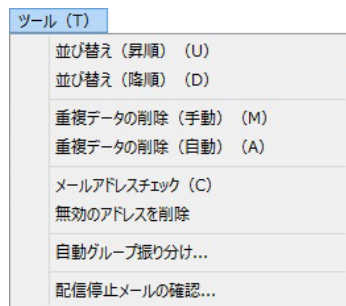 ツール（T）
並び替え（昇順）（U）
並び替え（降順）（D）
重複データの削除（手動）（M）
重複データの削除（自動）（A）
メールアドレスチェック（C）
無効のアドレスを削除
自動グループ振り分け...
配信停止メールの確認...